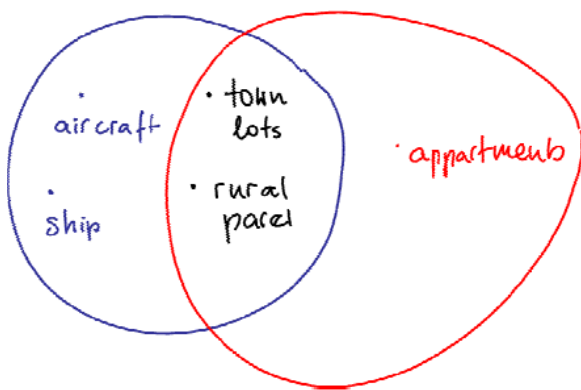 aircraft
ship
town
lots
rural
parcel
appartments